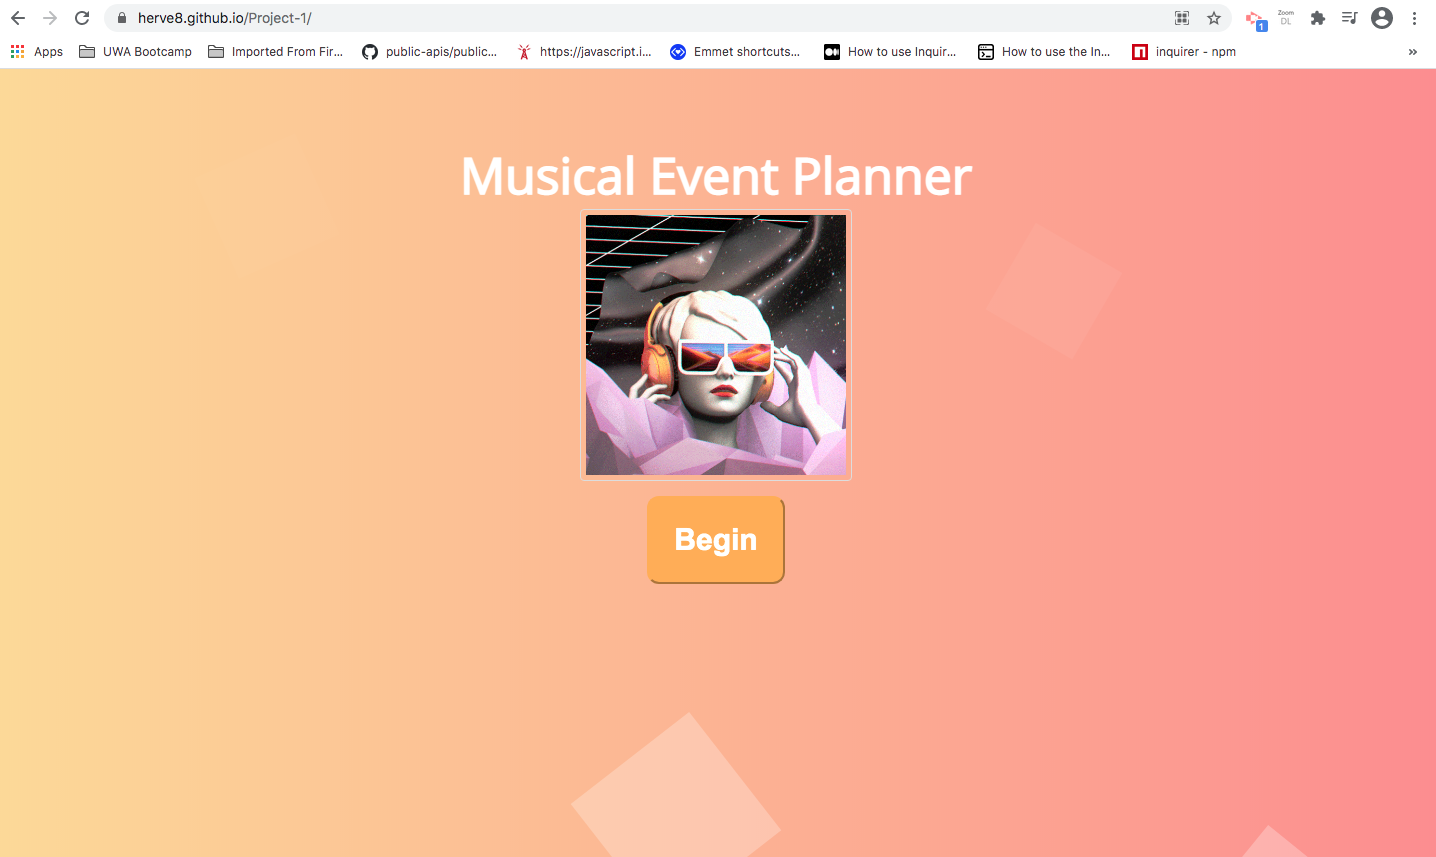 herve8.github.io/Project-1/
Zoom DL
1
Apps UWA Bootcamp Imported From Fir... public-apis/public... https://javascript.i... Emmet shortcuts... How to use Inquir... How to use the In... inquirer - npm »
Musical Event Planner
Begin